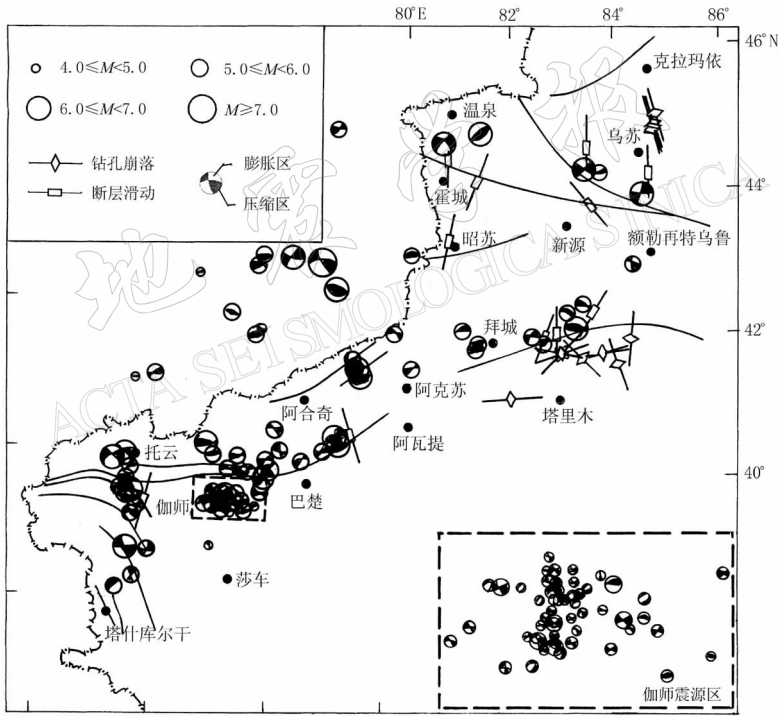 80°E 82° 84° 86°
46°N
4.0≤M<5.0 5.0≤M<6.0
6.0≤M<7.0 M≥7.0
钻孔崩落 膨胀区
断层滑动 压缩区
克拉玛依
温泉
乌苏
霍城
44°
昭苏
新源
额勒再特乌鲁
42°
拜城
阿克苏
阿合奇
塔里木
阿瓦提
托云
40°
伽师
巴楚
莎车
塔什库尔干
伽师震源区
地震学报
ACTA SEISMOLOGICA SINICA